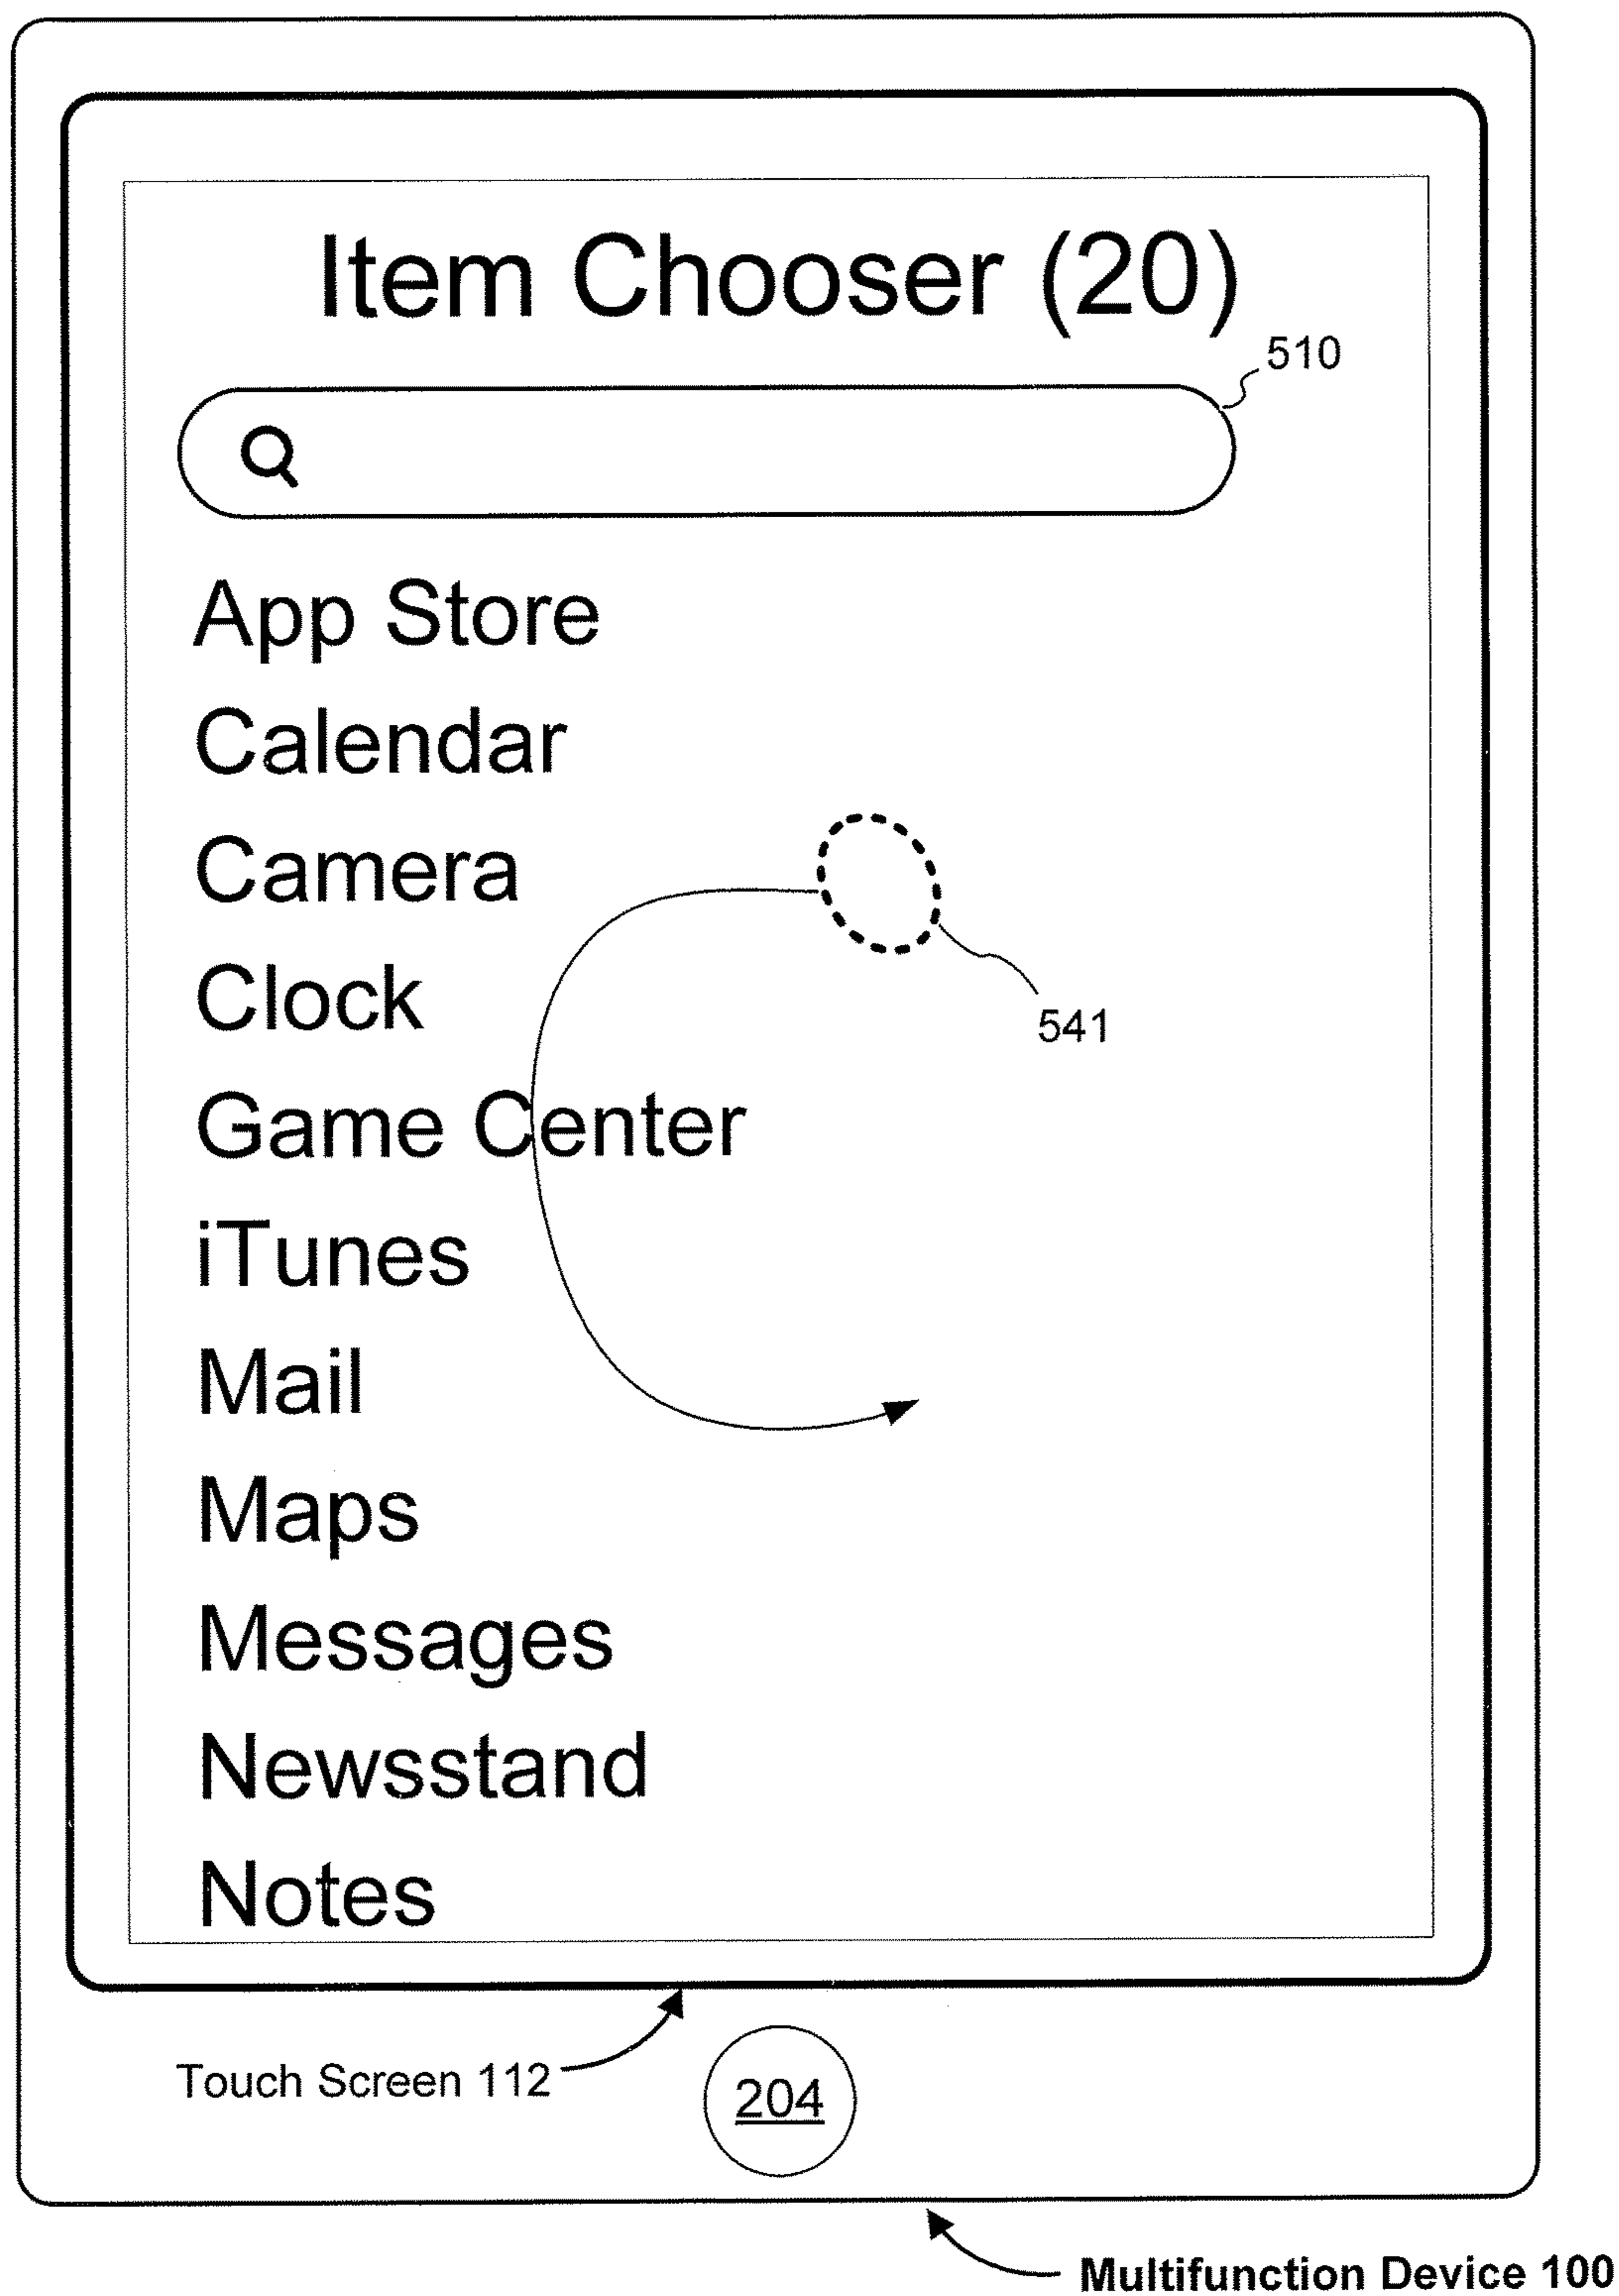 Item Chooser (20)
510
App Store
Calendar
Camera
Clock
541
Game Center
iTunes
Mail
Maps
Messages
Newsstand
Notes
Touch Screen 112
204
Multifunction Device 100